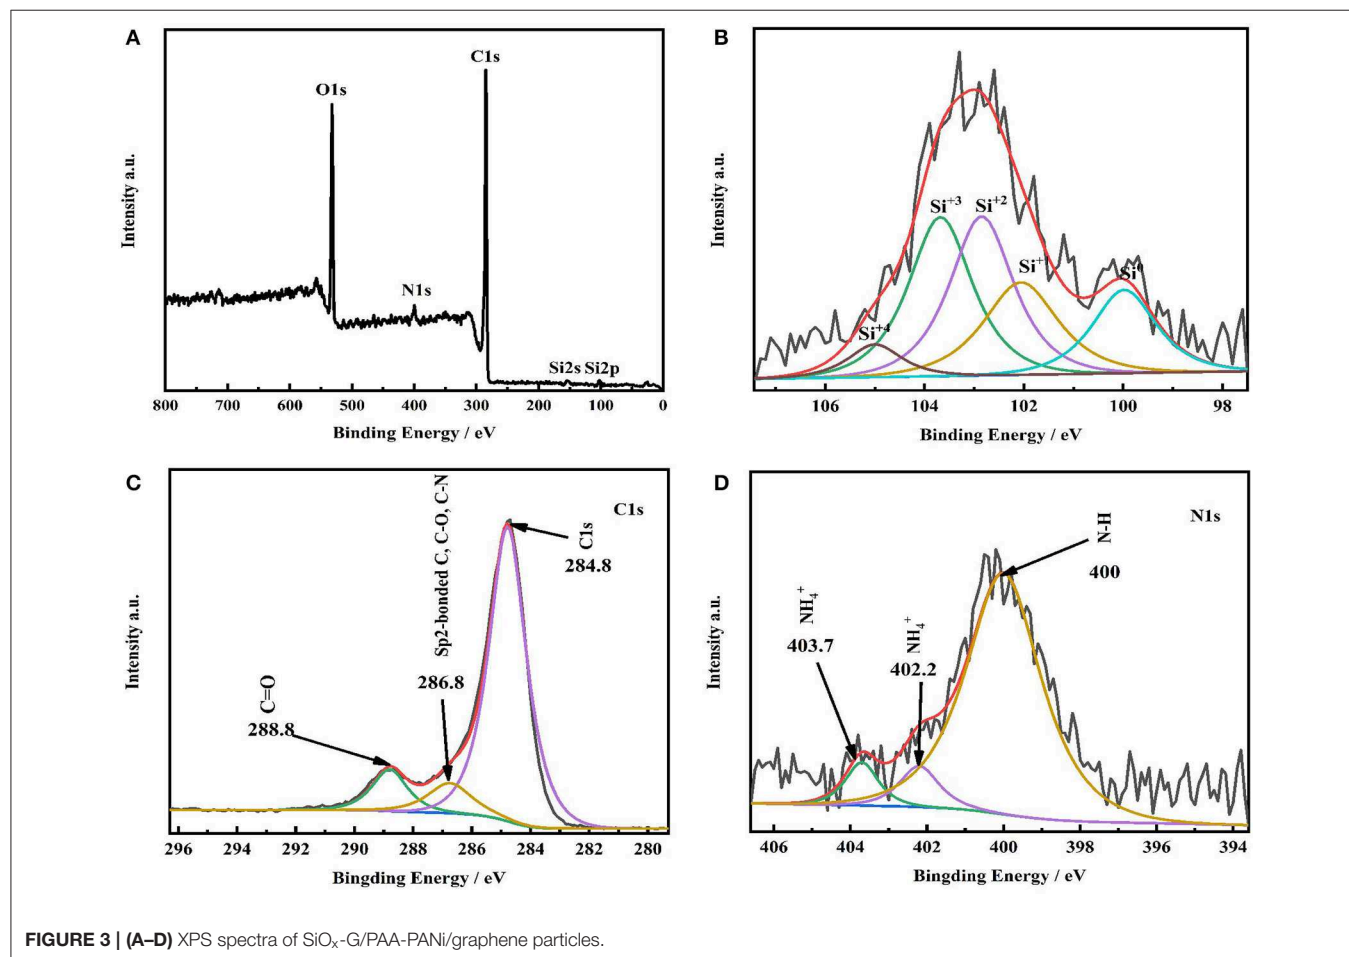 A
C1s
O1s
N1s
Si2s Si2p
Intensity a.u.
800 700 600 500 400 300 200 100 0
Binding Energy / eV
B
Si+3
Si+2
Si+1
Si0
Si+4
Intensity a.u.
106 104 102 100 98
Binding Energy / eV
C
C1s
Sp2-bonded C, C-O, C-N
286.8
C1s
284.8
C=O
288.8
Intensity a.u.
296 294 292 290 288 286 284 282 280
Bingding Energy / eV
D
N1s
N-H
400
NH4+
403.7
NH4+
402.2
Intensity a.u.
406 404 402 400 398 396 394
Bingding Energy / eV
FIGURE 3 | (A–D) XPS spectra of SiOx-G/PAA-PANi/graphene particles.